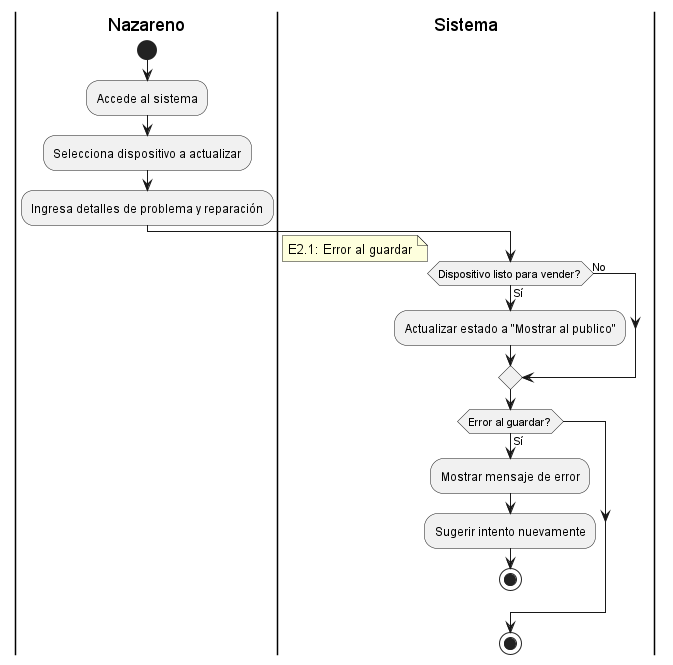 Nazareno
Sistema
Accede al sistema
Selecciona dispositivo a actualizar
Ingresa detalles de problema y reparación
E2.1: Error al guardar
Dispositivo listo para vender?
No
Sí
Actualizar estado a "Mostrar al publico"
Error al guardar?
Sí
Mostrar mensaje de error
Sugerir intento nuevamente